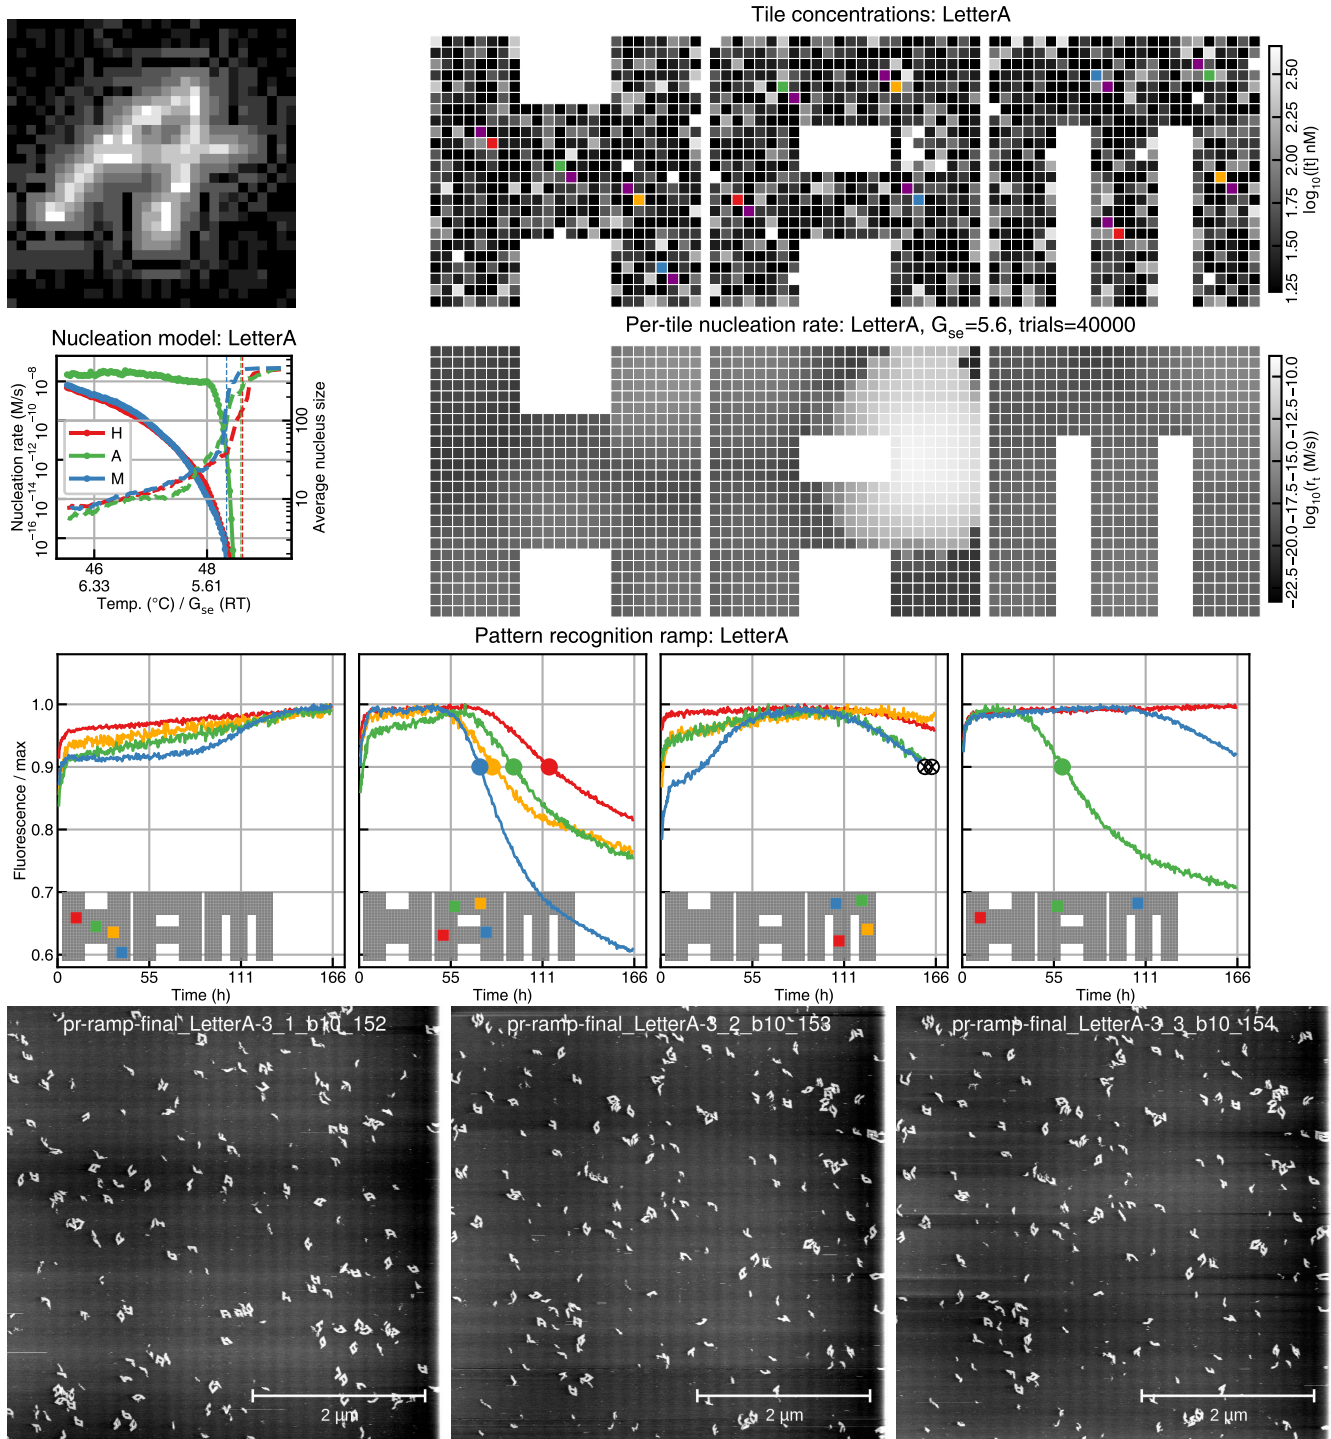 Tile concentrations: LetterA
2.50
2.25
2.00
1.75
1.50
1.25
log10([t] nM)
Nucleation model: LetterA
Nucleation rate (M/s)
10−8
10−10
10−12
10−14
10−16
H
A
M
100
10
Average nucleus size
46
48
6.33
5.61
Temp. (°C) / Gse (RT)
Per-tile nucleation rate: LetterA, Gse=5.6, trials=40000
−10.0
−12.5
−15.0
−17.5
−20.0
−22.5
log10(rt (M/s))
Pattern recognition ramp: LetterA
Fluorescence / max
1.0
0.9
0.8
0.7
0.6
0 55 111 166
0 55 111 166
0 55 111 166
0 55 111 166
Time (h)
Time (h)
Time (h)
Time (h)
pr-ramp-final_LetterA-3_1_b10_152
pr-ramp-final_LetterA-3_2_b10_153
pr-ramp-final_LetterA-3_3_b10_154
2 μm
2 μm
2 μm